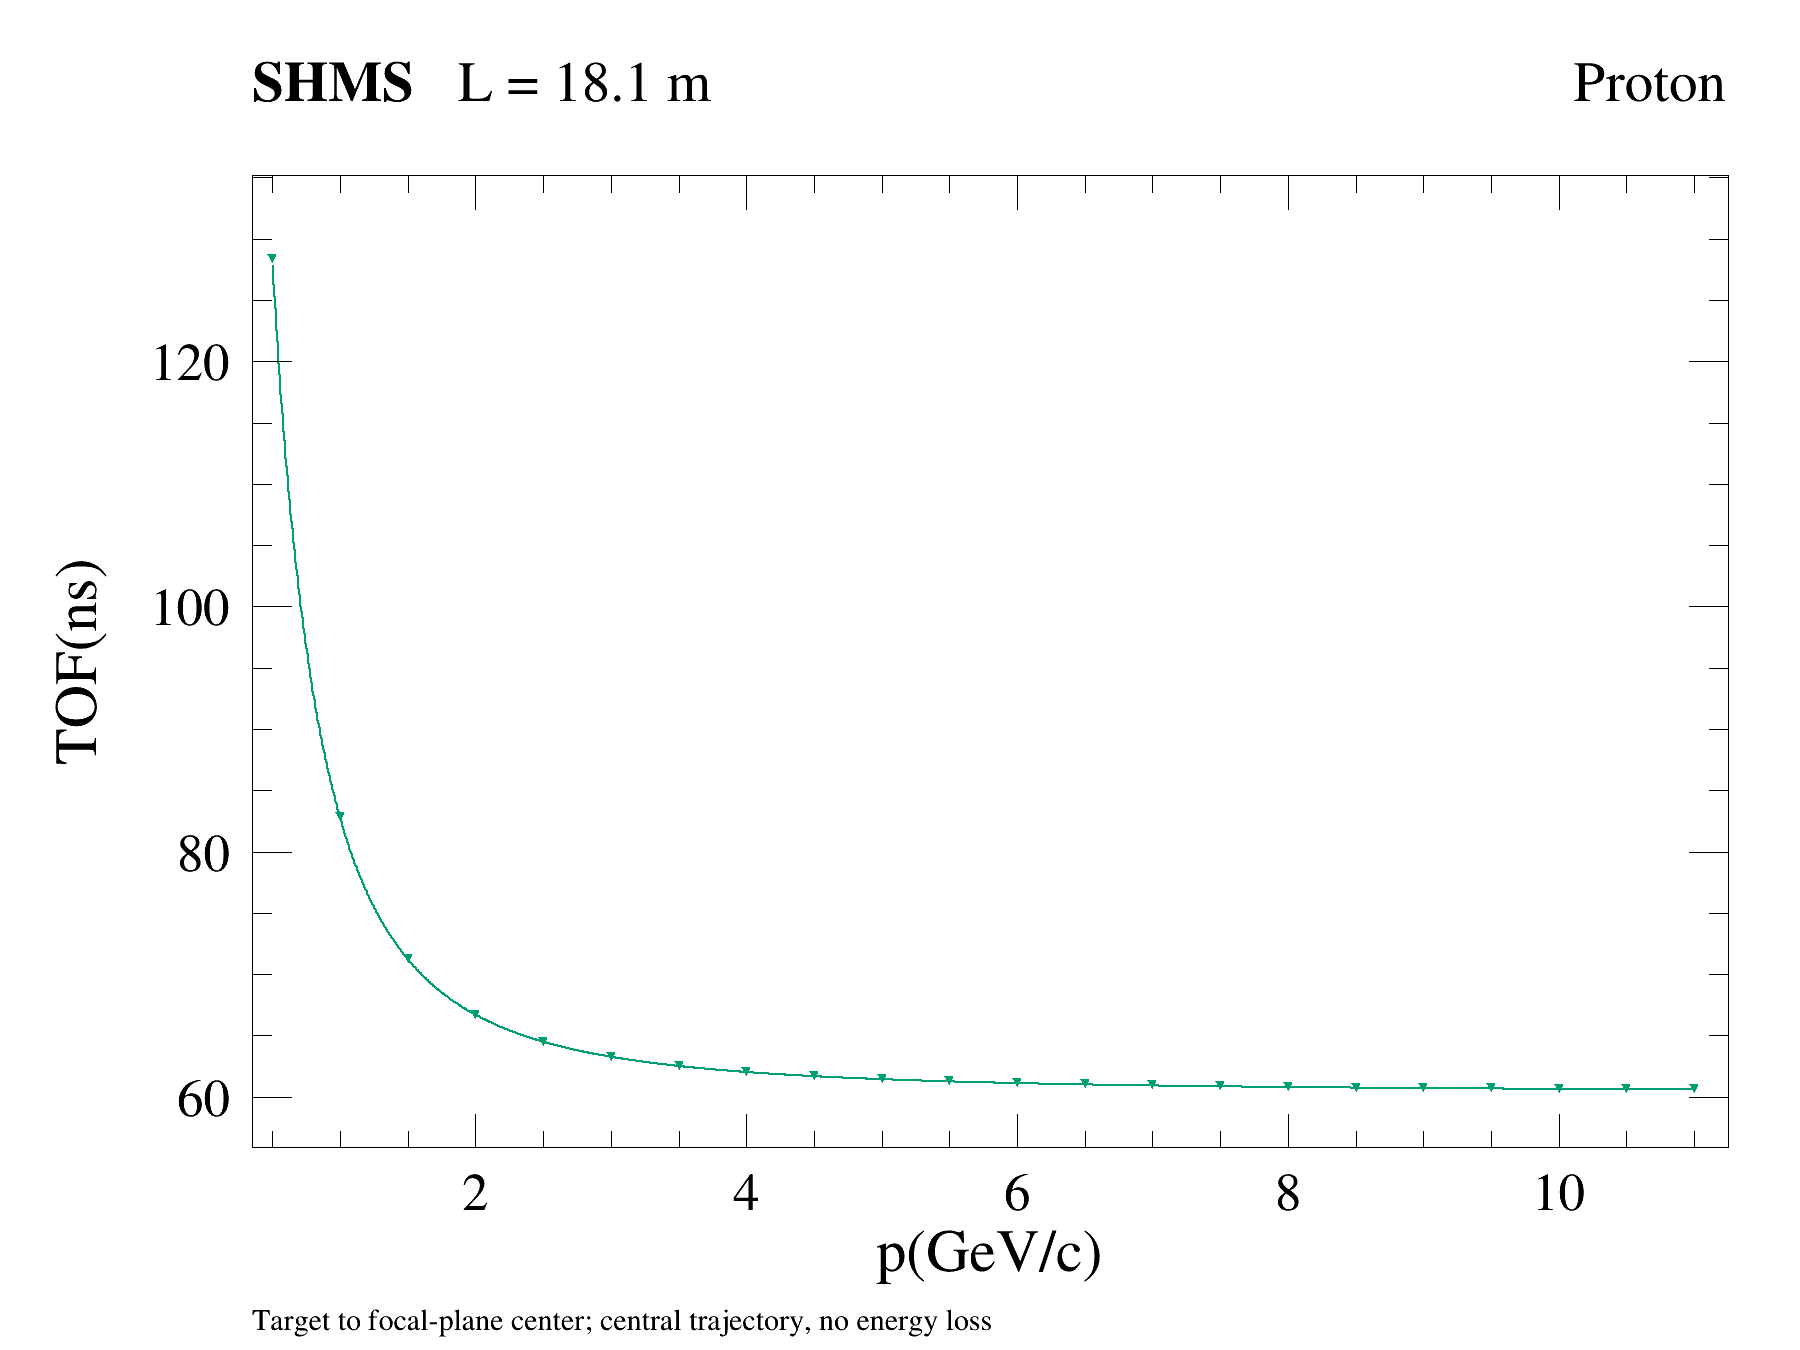 SHMS L = 18.1 m
Proton
TOF(ns)
120
100
80
60
2 4 6 8 10
p(GeV/c)
Target to focal-plane center; central trajectory, no energy loss